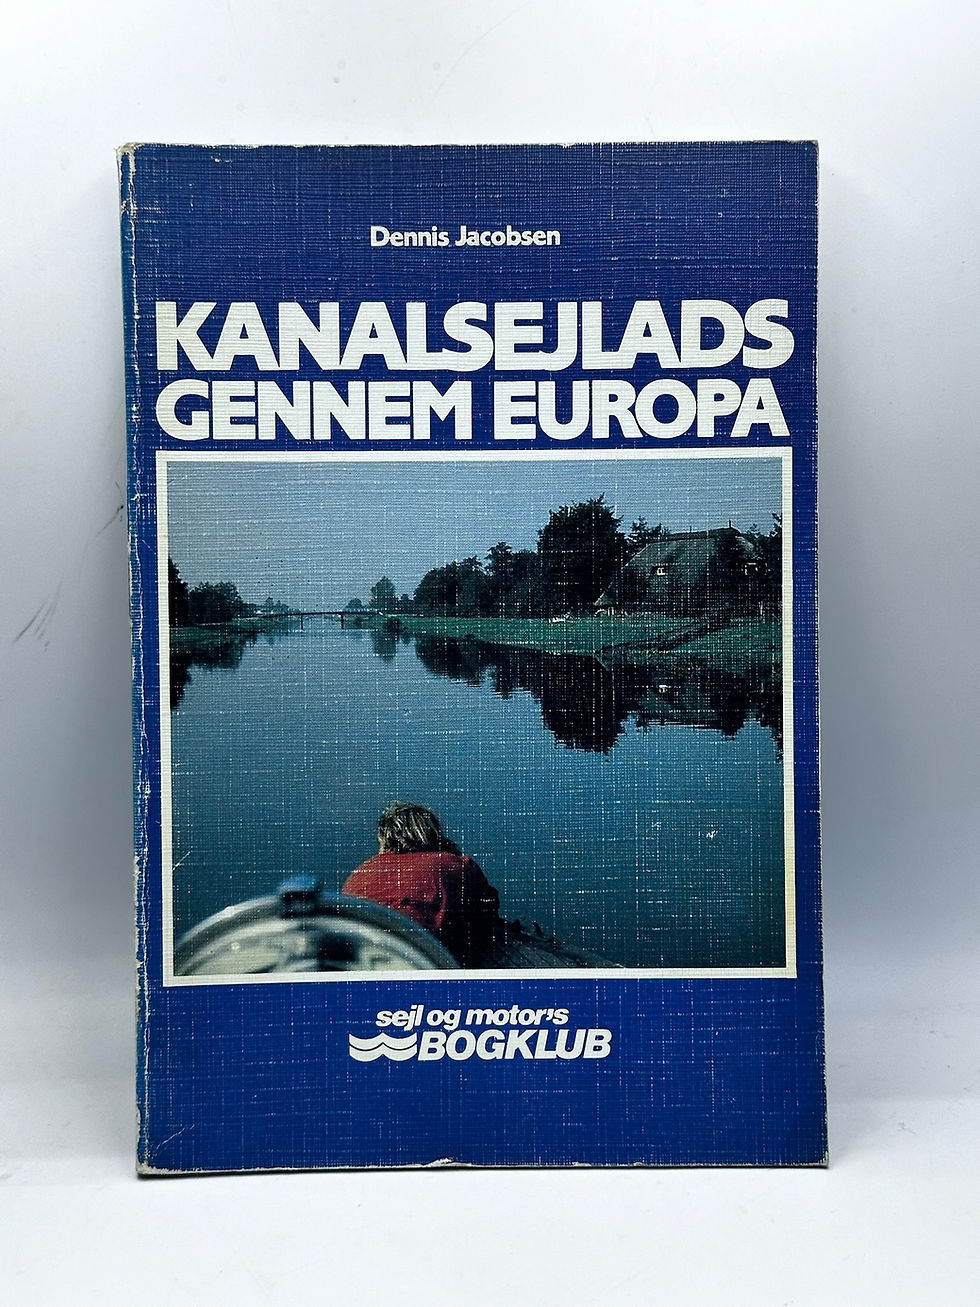 Dennis Jacobsen
KANALSEJLADS
GENNEM EUROPA
sejl og motor's
BOGKLUB